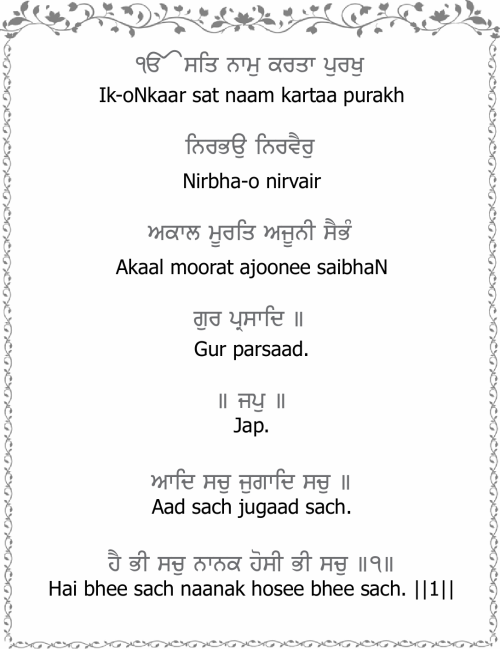 ੴ ਸਤਿ ਨਾਮੁ ਕਰਤਾ ਪੁਰਖੁ
Ik-oNkaar sat naam kartaa purakh
ਨਿਰਭਉ ਨਿਰਵੈਰੁ
Nirbha-o nirvair
ਅਕਾਲ ਮੂਰਤਿ ਅਜੂਨੀ ਸੈਭੰ
Akaal moorat ajoonee saibhaN
ਗੁਰ ਪ੍ਰਸਾਦਿ ॥
Gur parsaad.
॥ ਜਪੁ ॥
Jap.
ਆਦਿ ਸਚੁ ਜੁਗਾਦਿ ਸਚੁ ॥
Aad sach jugaad sach.
ਹੈ ਭੀ ਸਚੁ ਨਾਨਕ ਹੋਸੀ ਭੀ ਸਚੁ ॥੧॥
Hai bhee sach naanak hosee bhee sach. ||1||